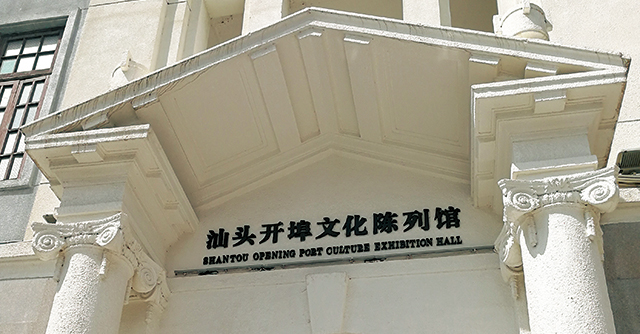 汕头开埠文化陈列馆
SHANTOU OPENING PORT CULTURE EXHIBITION HALL